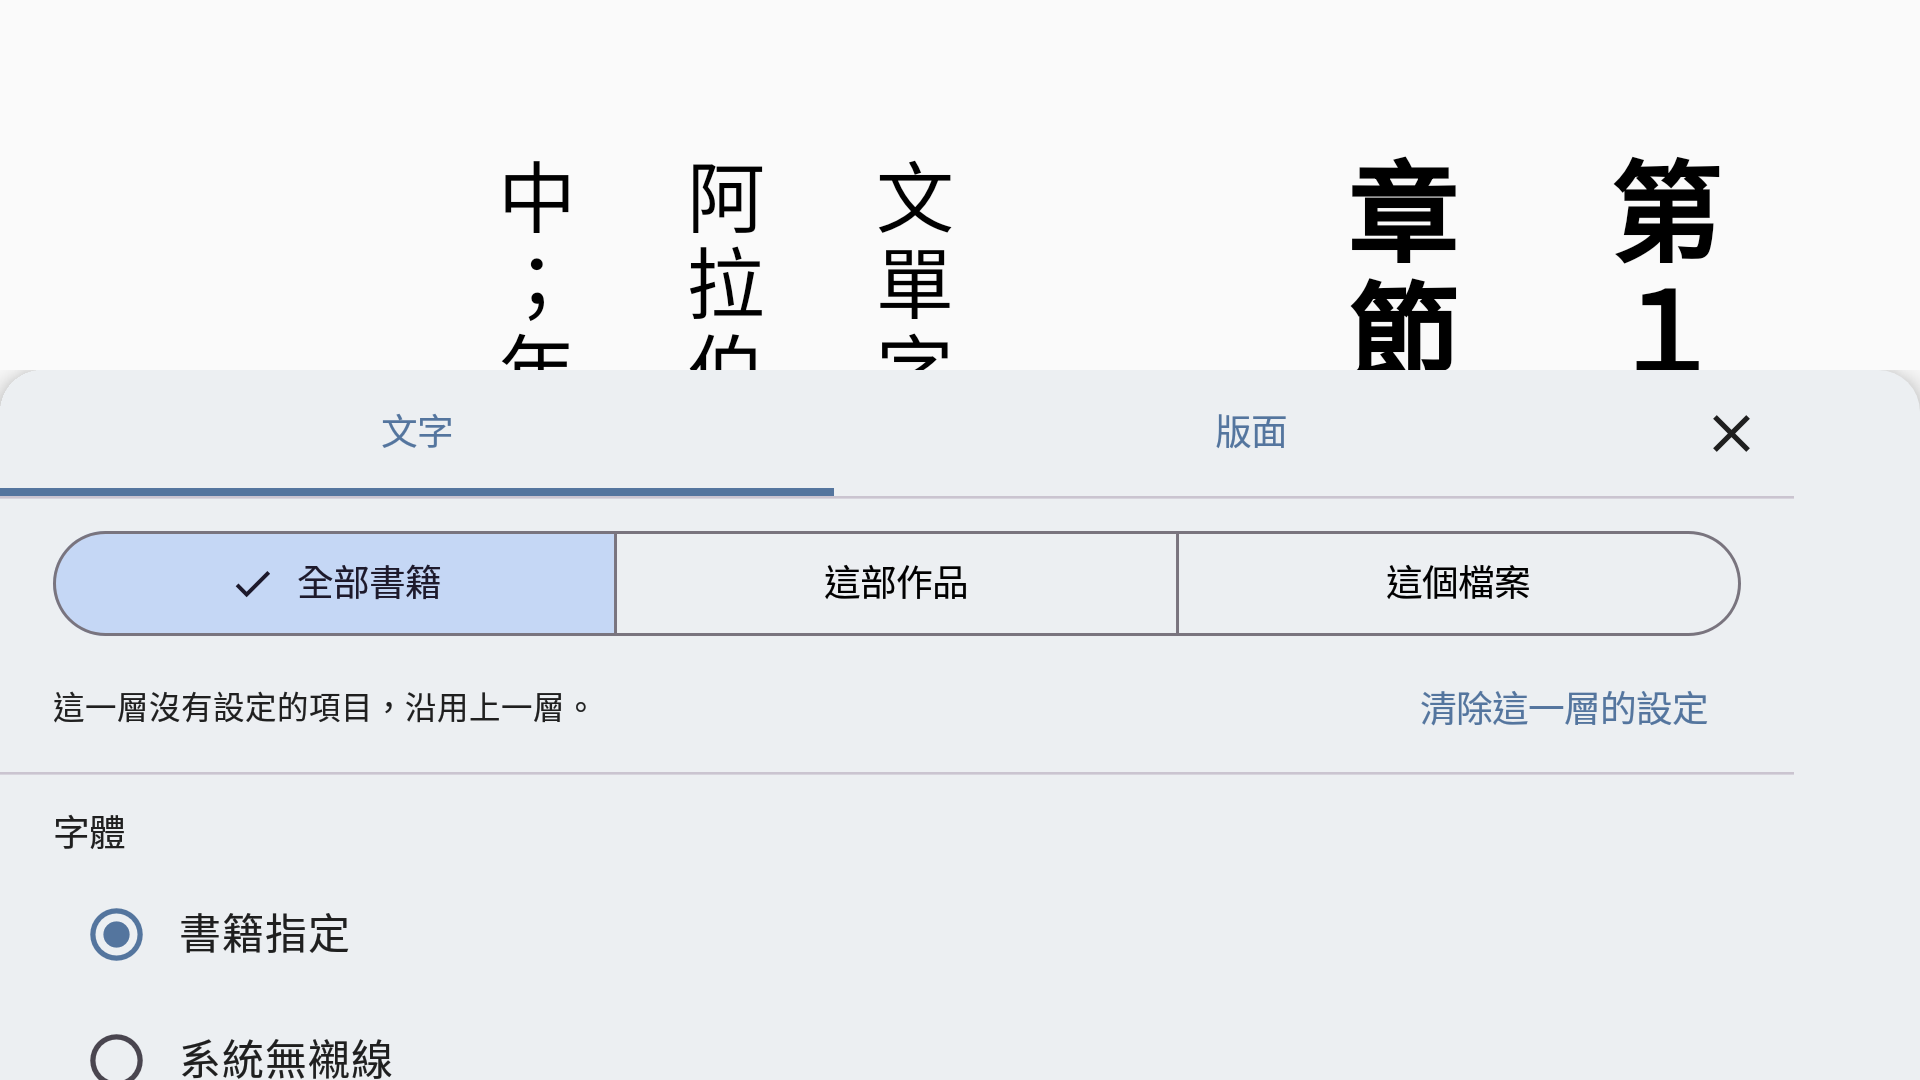 第1
章節
文單字
阿拉伯
中；年
文字
版面
全部書籍
這部作品
這個檔案
這一層沒有設定的項目，沿用上一層。
清除這一層的設定
字體
書籍指定
系統無襯線